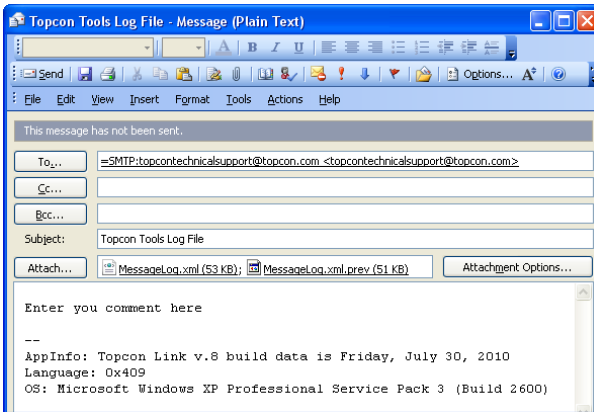 Topcon Tools Log File - Message (Plain Text)
A B I U
Send Options... A
File Edit View Insert Format Tools Actions Help
This message has not been sent.
To... =SMTP:topcontechnicalsupport@topcon.com <topcontechnicalsupport@topcon.com>
Cc...
Bcc...
Subject: Topcon Tools Log File
Attach... MessageLog.xml (53 KB); MessageLog.xml.prev (51 KB) Attachment Options...
Enter you comment here
--
AppInfo: Topcon Link v.8 build data is Friday, July 30, 2010
Language: 0x409
OS: Microsoft Windows XP Professional Service Pack 3 (Build 2600)